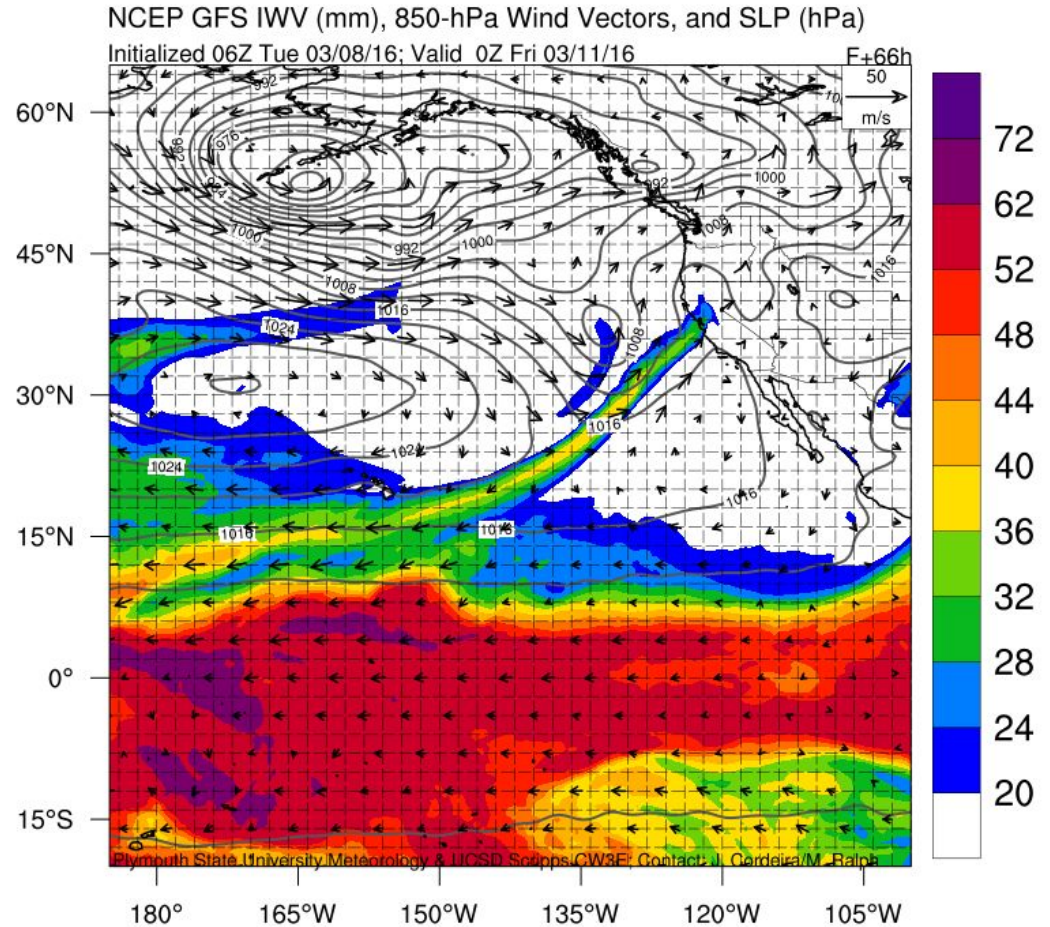 NCEP GFS IWV (mm), 850-hPa Wind Vectors, and SLP (hPa)
Initialized 06Z Tue 03/08/16; Valid 0Z Fri 03/11/16
F+66h
50
m/s
60°N
45°N
30°N
15°N
0°
15°S
180°
165°W
150°W
135°W
120°W
105°W
72
62
52
48
44
40
36
32
28
24
20
992
976
1000
992
1000
992
1000
1008
1008
1016
1016
1024
1008
1016
1024
1024
1016
1016
1016
Plymouth State University Meteorology & UCSD Scripps CW3E; Contact: J. Cordeira/M. Ralph